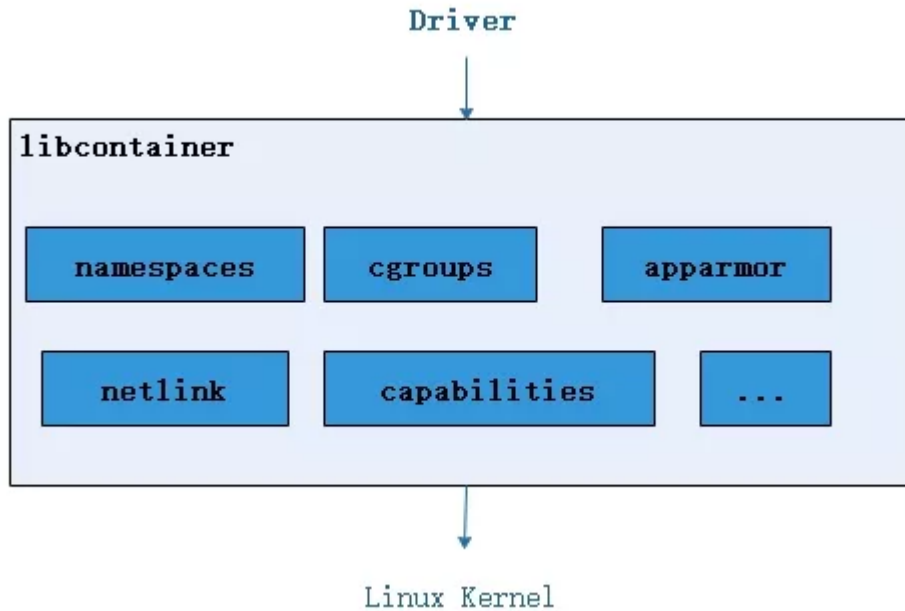 Driver
libcontainer
namespaces cgroups apparmor
netlink capabilities ...
Linux Kernel